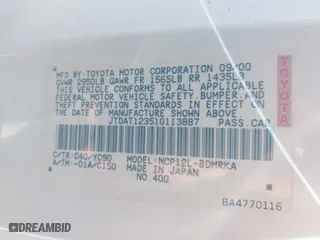 MFD BY TOYOTA MOTOR CORPORATION 09/00
GVWR 2950LB GAWR FR 1565LB RR 1435LB
THIS VEHICLE CONFORMS TO ALL APPLICABLE
FEDERAL MOTOR VEHICLE SAFETY, BUMPER, AND
THEFT PREVENTION STANDARDS IN EFFECT ON
THE DATE OF MANUFACTURE SHOWN ABOVE.
JTDAT123510113887 PASS.CAR
C/TR:040/YC90 MODEL: NCP12L-BDMRKA
A/TM:-01A/C150 MADE IN JAPAN
NO.400
BA4770116
TOYOTA